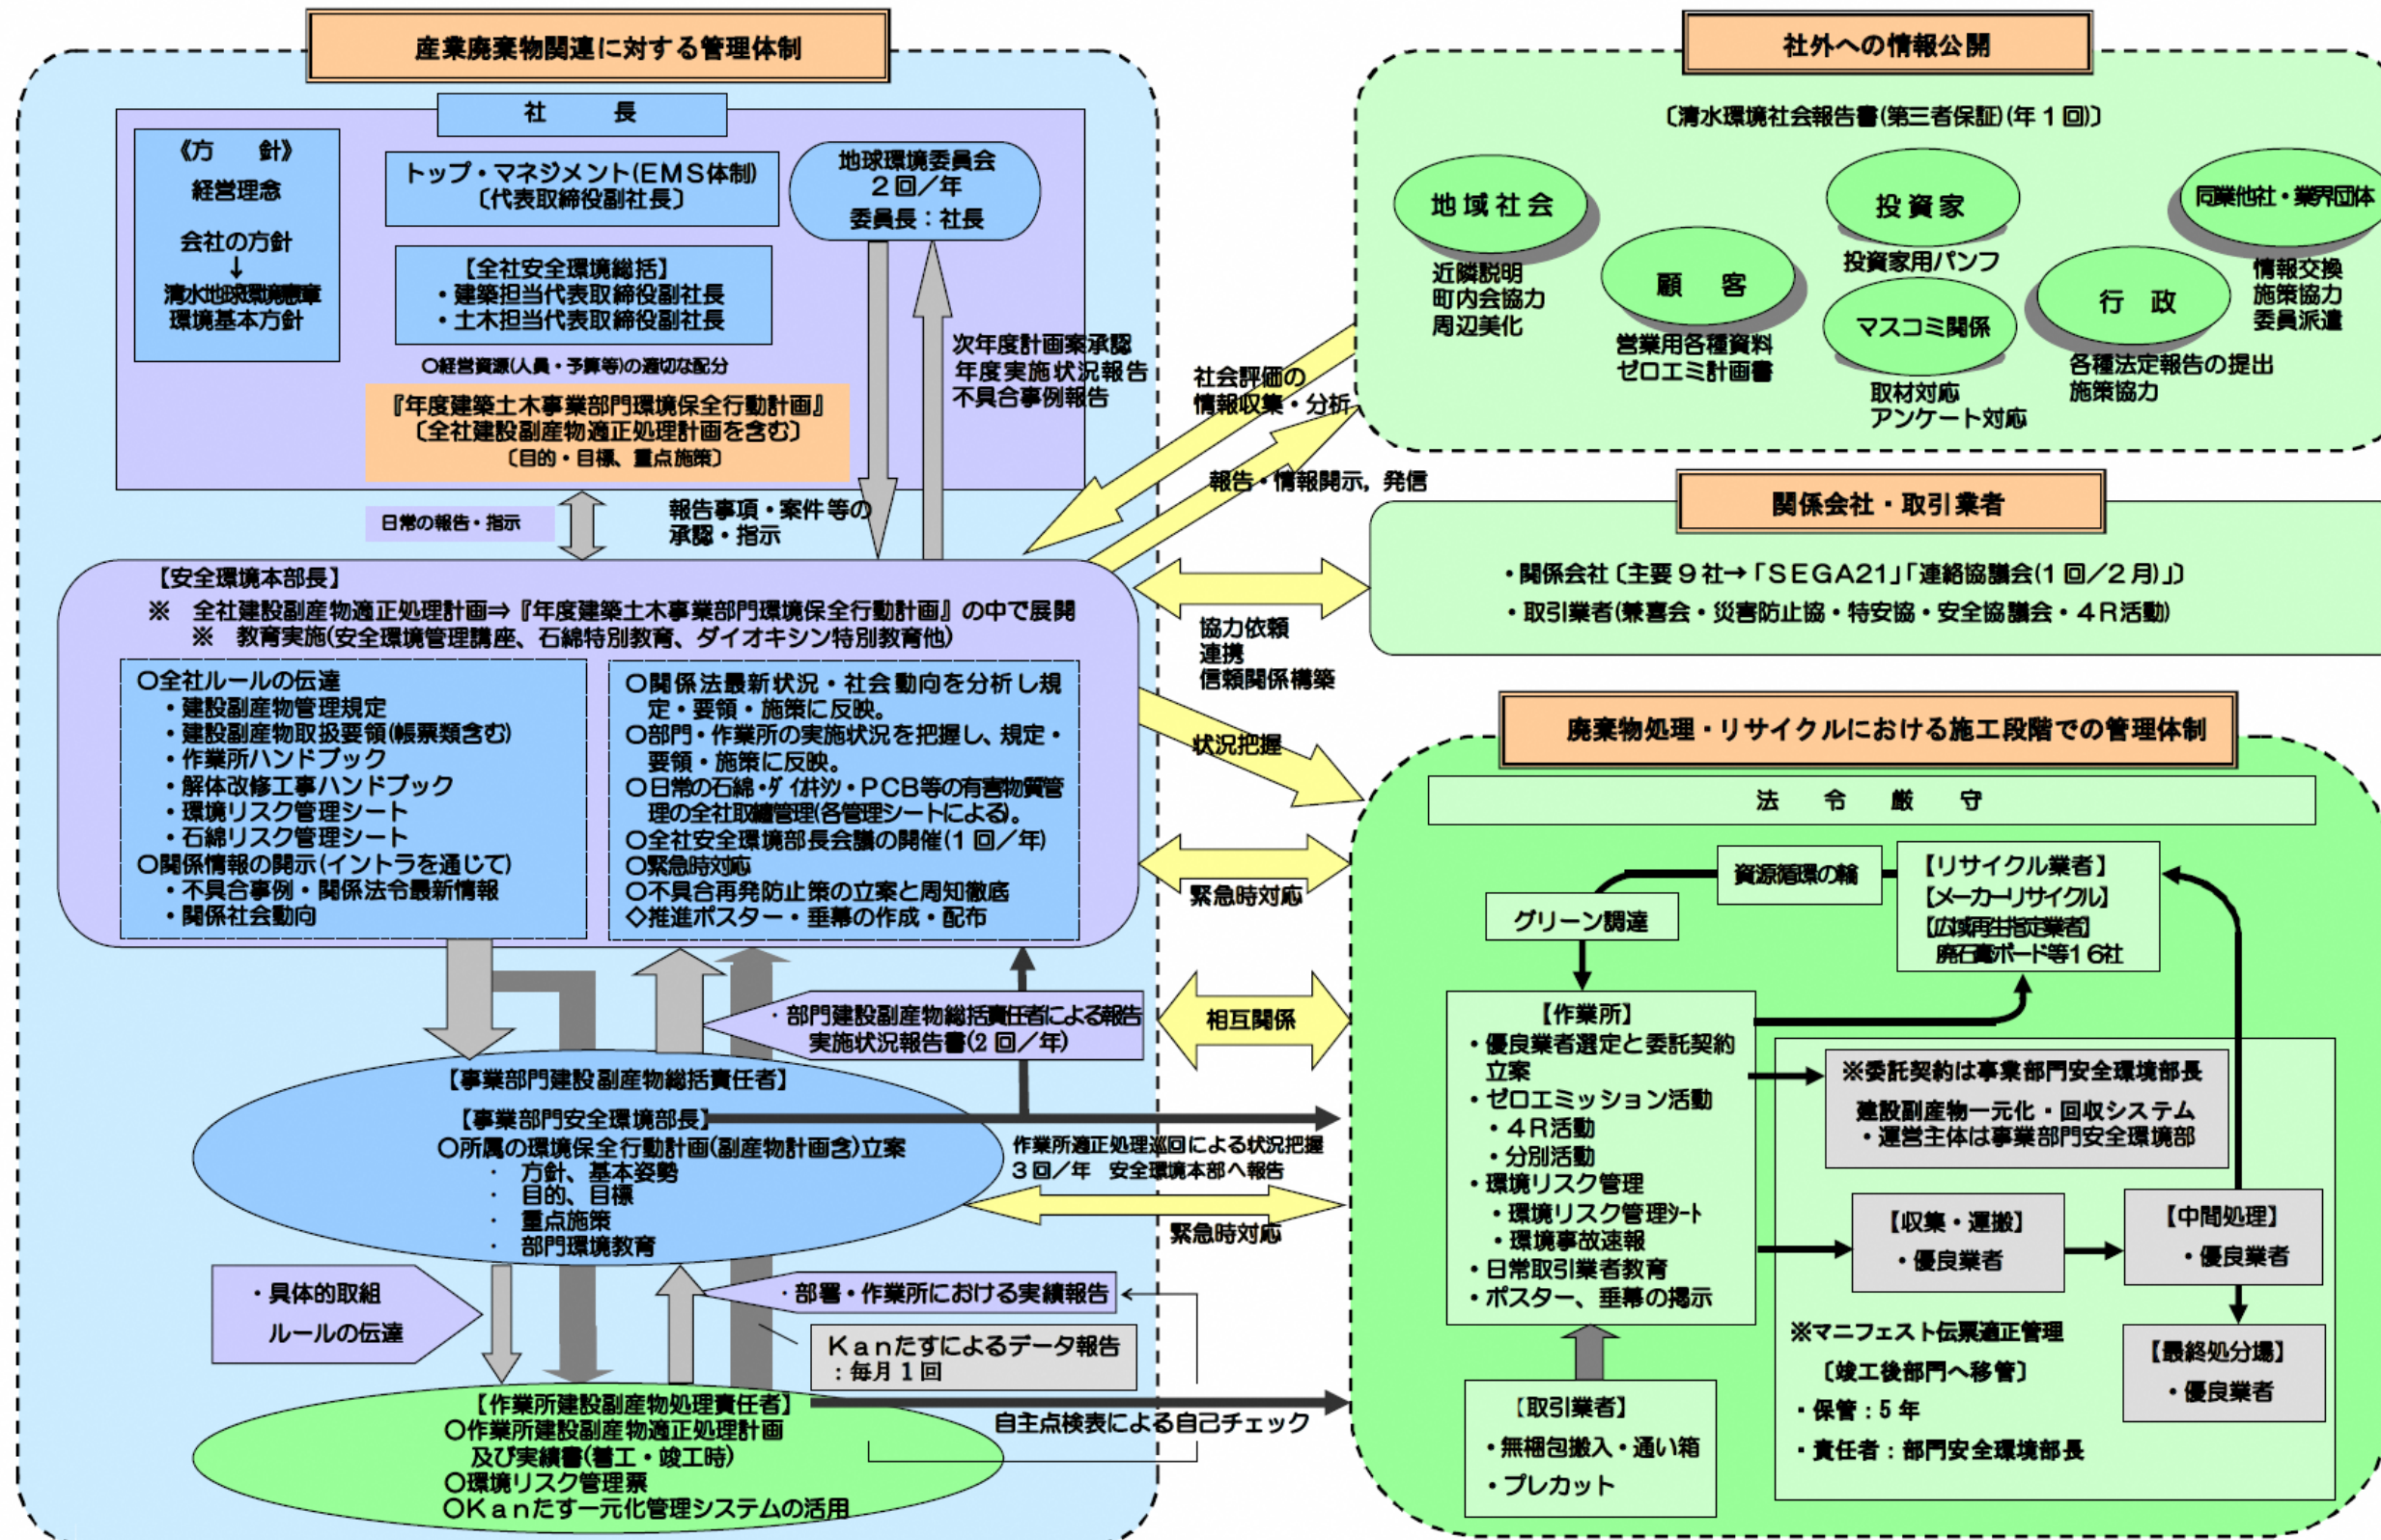 産業廃棄物関連に対する管理体制
社 長
《方 針》
経営理念
会社の方針
↓
清水地球環境憲章
環境基本方針
トップ・マネジメント(EMS体制)
〔代表取締役副社長〕
【全社安全環境総括】
・建築担当代表取締役副社長
・土木担当代表取締役副社長
○経営資源(人員・予算等)の適切な配分
『年度建築土木事業部門環境保全行動計画』
〔全社建設副産物適正処理計画を含む〕
〔目的・目標、重点施策〕
地球環境委員会
2回/年
委員長:社長
次年度計画案承認
年度実施状況報告
不具合事例報告
日常の報告・指示
報告事項・案件等の
承認・指示
【安全環境本部長】
※ 全社建設副産物適正処理計画⇒『年度建築土木事業部門環境保全行動計画』の中で展開
※ 教育実施(安全環境管理講座、石綿特別教育、ダイオキシン特別教育他)
○全社ルールの伝達
・建設副産物管理規定
・建設副産物取扱要領(帳票類含む)
・作業所ハンドブック
・解体改修工事ハンドブック
・環境リスク管理シート
・石綿リスク管理シート
○関係情報の開示(イントラを通じて)
・不具合事例・関係法令最新情報
・関係社会動向
○関係法最新状況・社会動向を分析し規
定・要領・施策に反映。
○部門・作業所の実施状況を把握し、規定・
要領・施策に反映。
○日常の石綿・ダイオキシン・PCB等の有害物質管
理の全社取纏管理(各管理シートによる)。
○全社安全環境部長会議の開催(1回/年)
○緊急時対応
○不具合再発防止策の立案と周知徹底
◇推進ポスター・垂幕の作成・配布
・部門建設副産物総括責任者による報告
実施状況報告書(2回/年)
【事業部門建設副産物総括責任者】
【事業部門安全環境部長】
○所属の環境保全行動計画(副産物計画含)立案
・ 方針、基本姿勢
・ 目的、目標
・ 重点施策
・ 部門環境教育
・具体的取組
ルールの伝達
・部署・作業所における実績報告
Kanたすによるデータ報告
:毎月1回
【作業所建設副産物処理責任者】
○作業所建設副産物適正処理計画
及び実績書(着工・竣工時)
○環境リスク管理票
○Kanたす一元化管理システムの活用
社会評価の
情報収集・分析
報告・情報開示, 発信
協力依頼
連携
信頼関係構築
状況把握
緊急時対応
相互関係
作業所適正処理巡回による状況把握
3回/年 安全環境本部へ報告
緊急時対応
自主点検表による自己チェック
社外への情報公開
〔清水環境社会報告書(第三者保証)(年1回)〕
地域社会
近隣説明
町内会協力
周辺美化
顧 客
営業用各種資料
ゼロエミ計画書
投資家
投資家用パンフ
マスコミ関係
取材対応
アンケート対応
行 政
各種法定報告の提出
施策協力
同業他社・業界団体
情報交換
施策協力
委員派遣
関係会社・取引業者
・関係会社〔主要9社→「SEGA21」「連絡協議会(1回/2月)」〕
・取引業者(兼喜会・災害防止協・特安協・安全協議会・4R活動)
廃棄物処理・リサイクルにおける施工段階での管理体制
法 令 厳 守
資源循環の輪
グリーン調達
【リサイクル業者】
【メーカーリサイクル】
【広域再生指定業者】
廃石膏ボード等16社
【作業所】
・優良業者選定と委託契約
立案
・ゼロエミッション活動
・4R活動
・分別活動
・環境リスク管理
・環境リスク管理シート
・環境事故速報
・日常取引業者教育
・ポスター、垂幕の掲示
※委託契約は事業部門安全環境部長
建設副産物一元化・回収システム
・運営主体は事業部門安全環境部
【収集・運搬】
・優良業者
【中間処理】
・優良業者
【最終処分場】
・優良業者
※マニフェスト伝票適正管理
〔竣工後部門へ移管〕
・保管:5年
・責任者:部門安全環境部長
【取引業者】
・無梱包搬入・通い箱
・プレカット